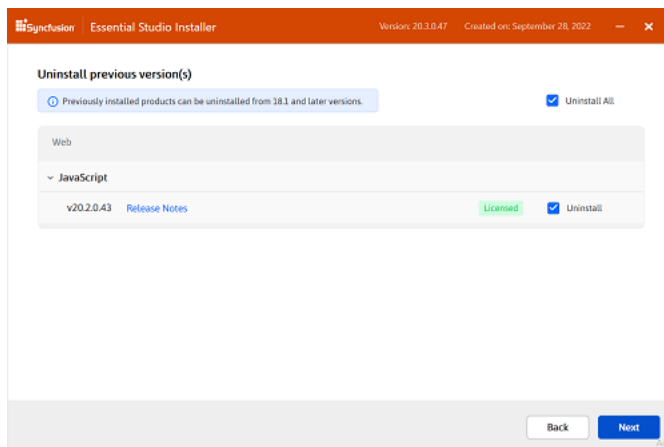 Syncfusion Essential Studio Installer Version: 20.3.0.47 Created on: September 28, 2022
Uninstall previous version(s)
Previously installed products can be uninstalled from 18.1 and later versions. Uninstall All
Web
JavaScript
v20.2.0.43 Release Notes Licensed Uninstall
Back Next